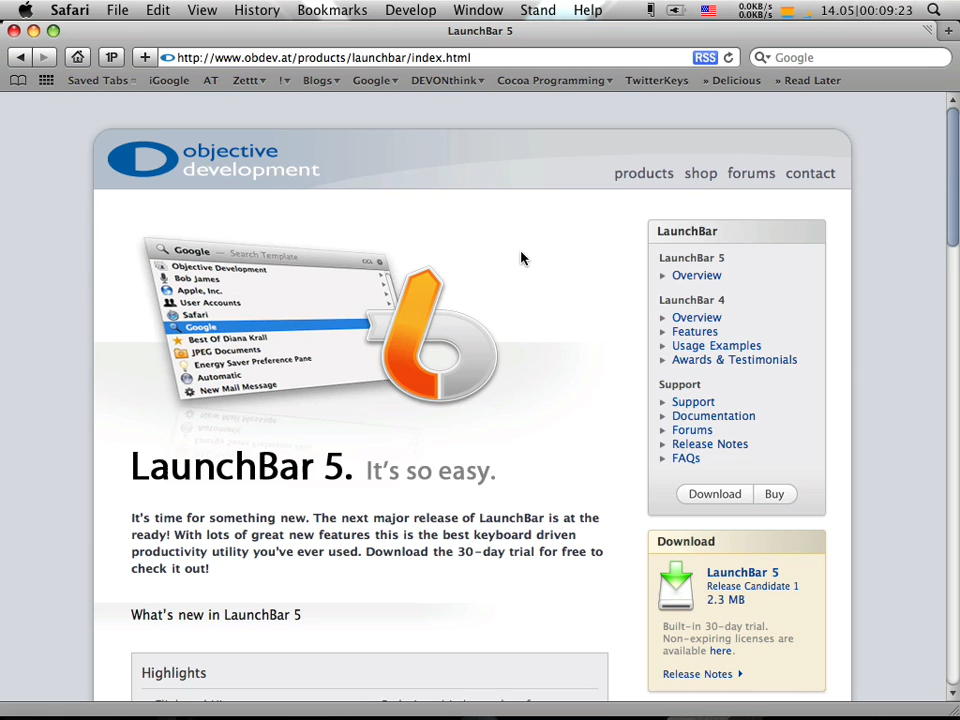 Safari File Edit View History Bookmarks Develop Window Stand Help 0.0KB/s 0.0KB/s 14.05|00:09:23
LaunchBar 5
1P http://www.obdev.at/products/launchbar/index.html RSS Google
Saved Tabs iGoogle AT Zettt ! Blogs Google DEVONthink Cocoa Programming TwitterKeys » Delicious » Read Later
objective
development
products shop forums contact
Google — Search Template
Objective Development
Bob James
Apple, Inc.
User Accounts
Safari
Google
Best Of Diana Krall
JPEG Documents
Energy Saver Preference Pane
Automatic
New Mail Message
LaunchBar 5. It's so easy.
It's time for something new. The next major release of LaunchBar is at the
ready! With lots of great new features this is the best keyboard driven
productivity utility you've ever used. Download the 30-day trial for free to
check it out!
What's new in LaunchBar 5
Highlights
LaunchBar
LaunchBar 5
Overview
LaunchBar 4
Overview
Features
Usage Examples
Awards & Testimonials
Support
Support
Documentation
Forums
Release Notes
FAQs
Download Buy
Download
LaunchBar 5
Release Candidate 1
2.3 MB
Built-in 30-day trial.
Non-expiring licenses are
available here.
Release Notes